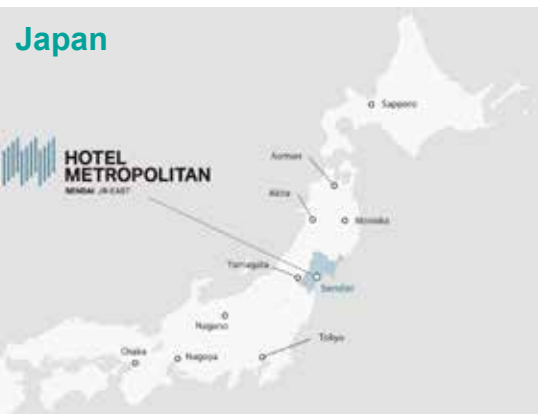 Japan
Sapporo
HOTEL
METROPOLITAN
SENDAI JR-EAST
Aomori
Akita
Morioka
Yamagata
Sendai
Nagano
Tokyo
Osaka
Nagoya